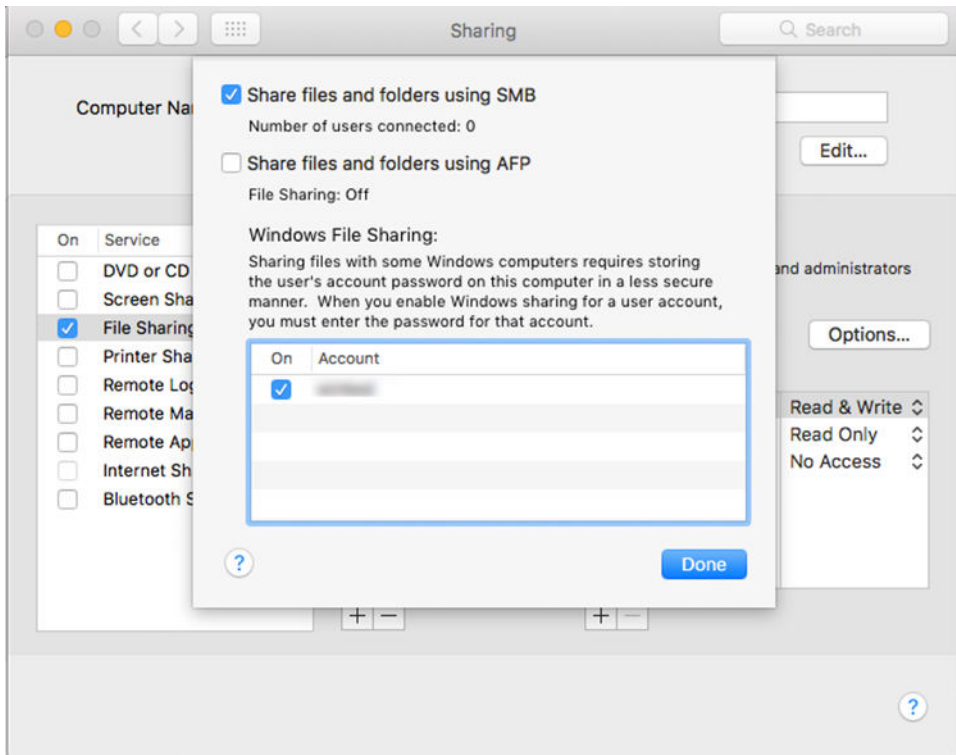 Sharing
Search
Computer Na
Edit...
Share files and folders using SMB
Number of users connected: 0
Share files and folders using AFP
File Sharing: Off
Windows File Sharing:
Sharing files with some Windows computers requires storing
the user's account password on this computer in a less secure
manner. When you enable Windows sharing for a user account,
you must enter the password for that account.
On Account
? Done
On Service
DVD or CD
Screen Sha
File Sharing
Printer Sha
Remote Log
Remote Ma
Remote Ap
Internet Sh
Bluetooth S
and administrators
Options...
Read & Write
Read Only
No Access
+ − + −
?